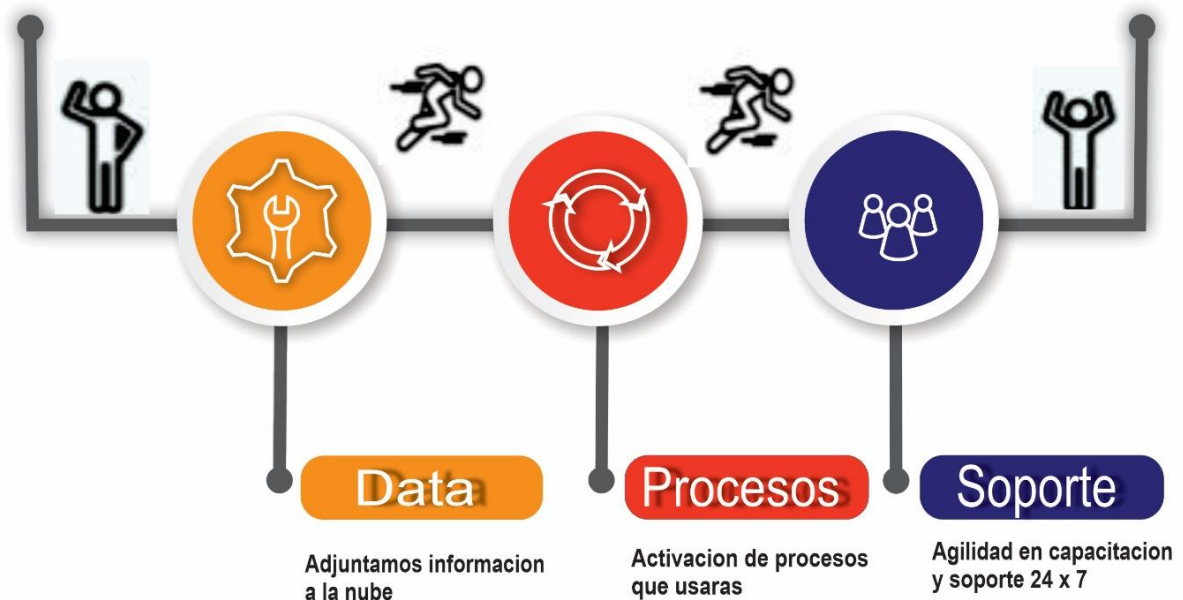 Data
Adjuntamos informacion
a la nube
Procesos
Activacion de procesos
que usaras
Soporte
Agilidad en capacitacion
y soporte 24 x 7